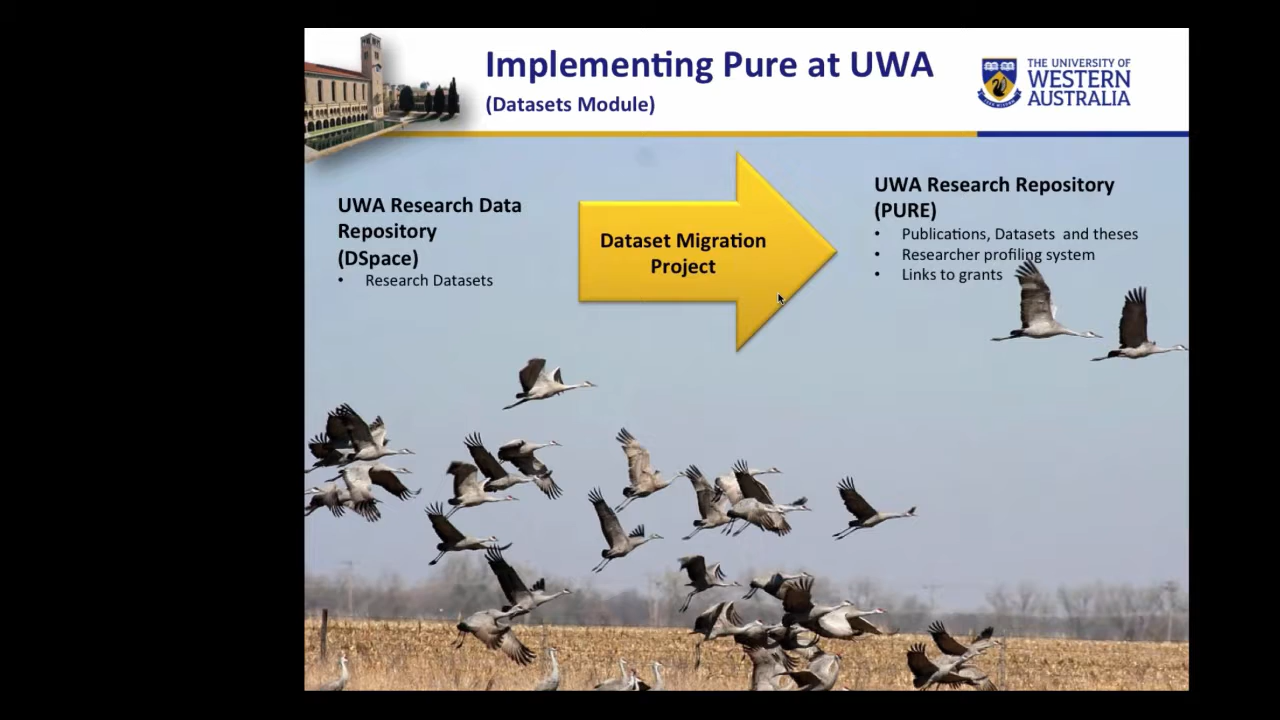 Implementing Pure at UWA
(Datasets Module)
THE UNIVERSITY OF
WESTERN
AUSTRALIA
UWA Research Data
Repository
(DSpace)
• Research Datasets
Dataset Migration
Project
UWA Research Repository
(PURE)
• Publications, Datasets and theses
• Researcher profiling system
• Links to grants